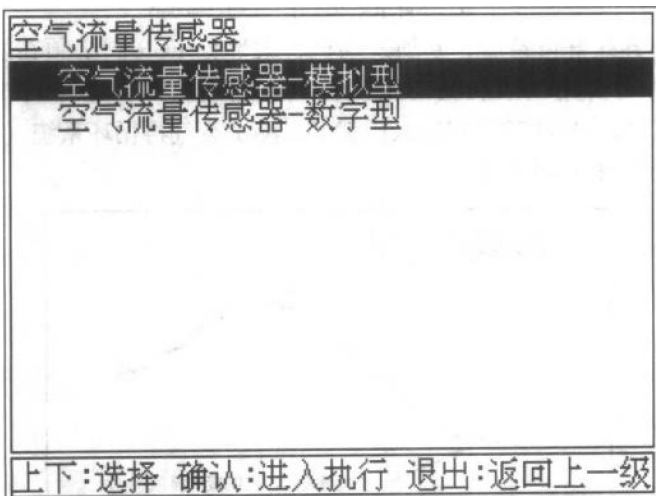 空气流量传感器
空气流量传感器-模拟型
空气流量传感器-数字型
上下:选择 确认:进入执行 退出:返回上一级